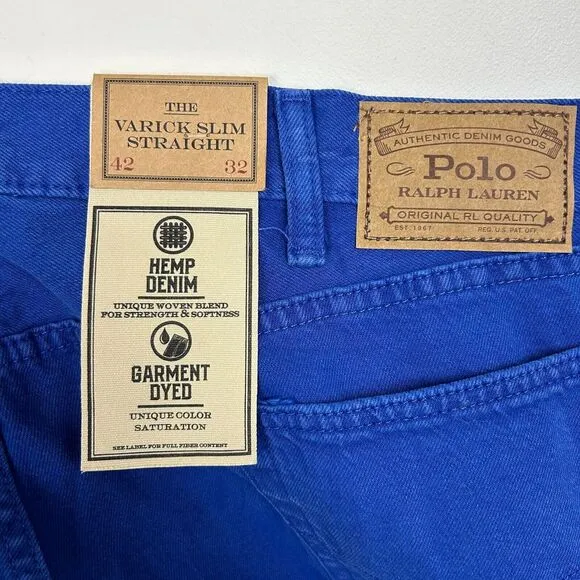 THE
VARICK SLIM
STRAIGHT
42 32
HEMP
DENIM
UNIQUE WOVEN BLEND
FOR STRENGTH & SOFTNESS
GARMENT
DYED
UNIQUE COLOR
SATURATION
SEE LABEL FOR FULL FIBER CONTENT
AUTHENTIC DENIM GOODS
Polo
RALPH LAUREN
ORIGINAL RL QUALITY
EST. 1967 REG. U.S. PAT. OFF.